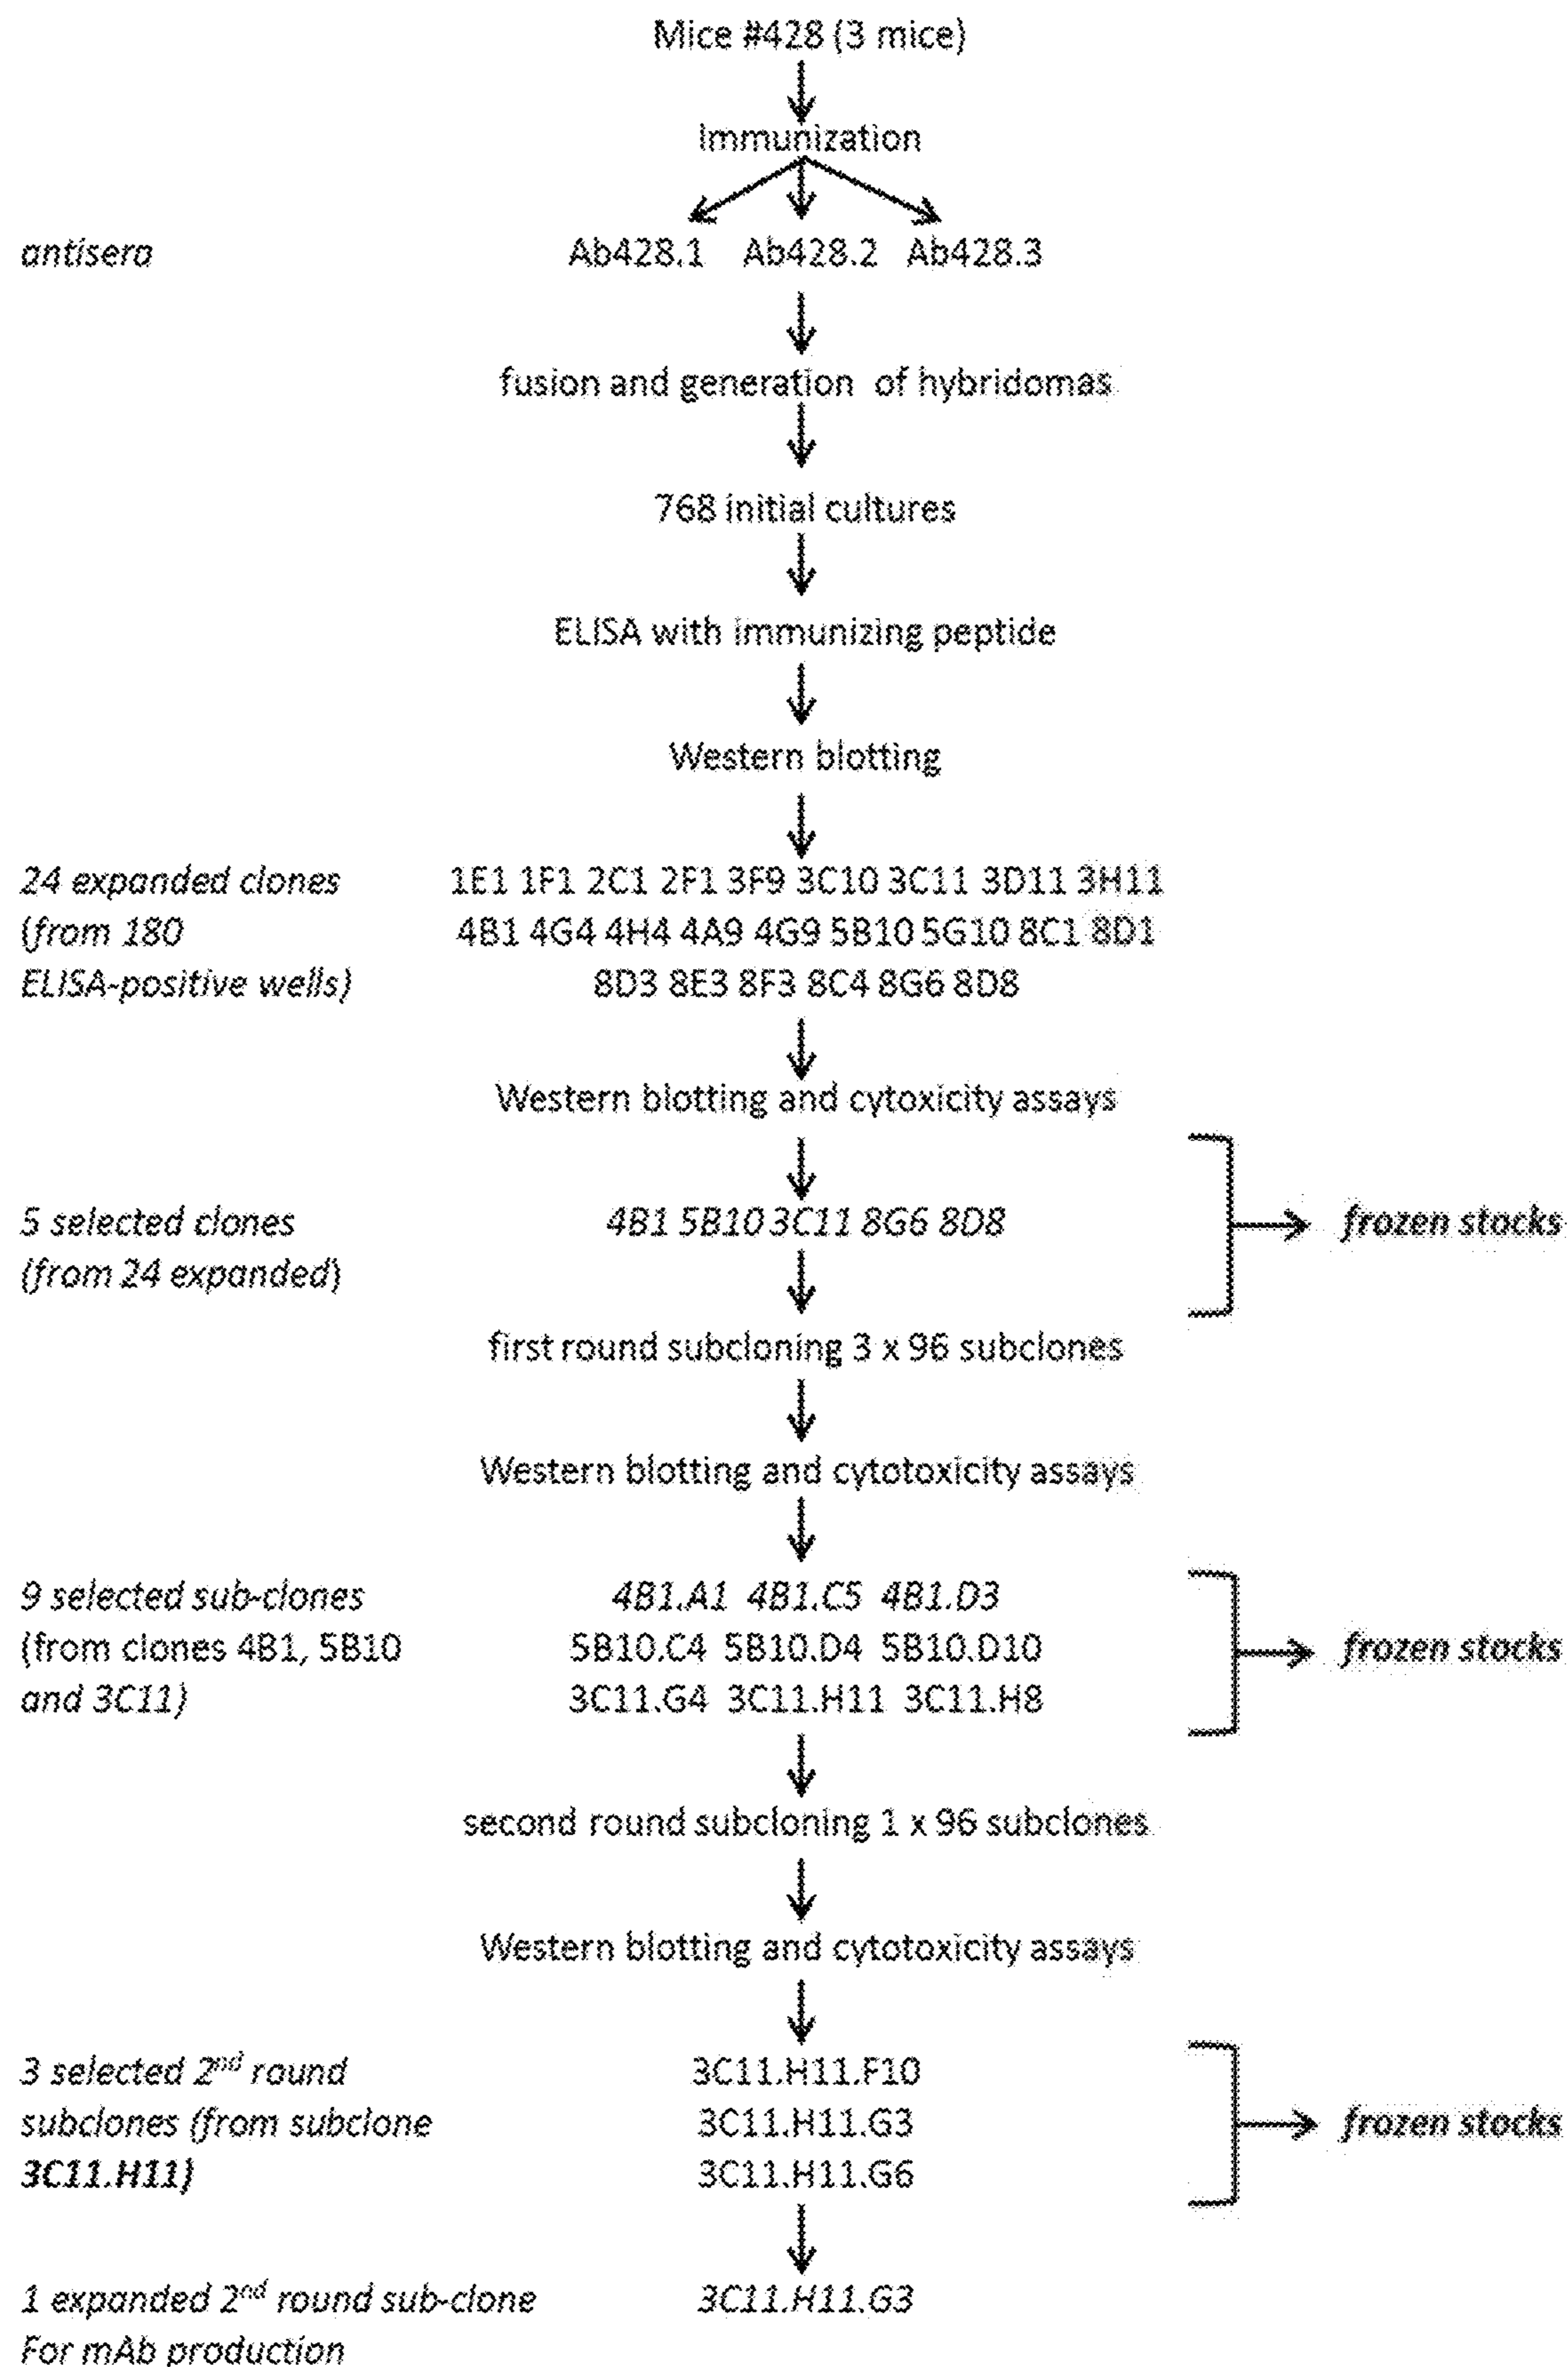 Mice #428 (3 mice)
Immunization
antisera
Ab428.1 Ab428.2 Ab428.3
fusion and generation of hybridomas
768 initial cultures
ELISA with immunizing peptide
Western blotting
24 expanded clones
(from 180
ELISA-positive wells)
1E1 1F1 2C1 2F1 3F9 3C10 3C11 3D11 3H11
4B1 4G4 4H4 4A9 4G9 5B10 5G10 8C1 8D1
8D3 8E3 8F3 8C4 8G6 8D8
Western blotting and cytoxicity assays
5 selected clones
(from 24 expanded)
4B1 5B10 3C11 8G6 8D8
frozen stocks
first round subcloning 3 x 96 subclones
Western blotting and cytotoxicity assays
9 selected sub-clones
(from clones 4B1, 5B10
and 3C11)
4B1.A1 4B1.C5 4B1.D3
5B10.C4 5B10.D4 5B10.D10
3C11.G4 3C11.H11 3C11.H8
frozen stocks
second round subcloning 1 x 96 subclones
Western blotting and cytotoxicity assays
3 selected 2nd round
subclones (from subclone
3C11.H11)
3C11.H11.F10
3C11.H11.G3
3C11.H11.G6
frozen stocks
1 expanded 2nd round sub-clone
For mAb production
3C11.H11.G3